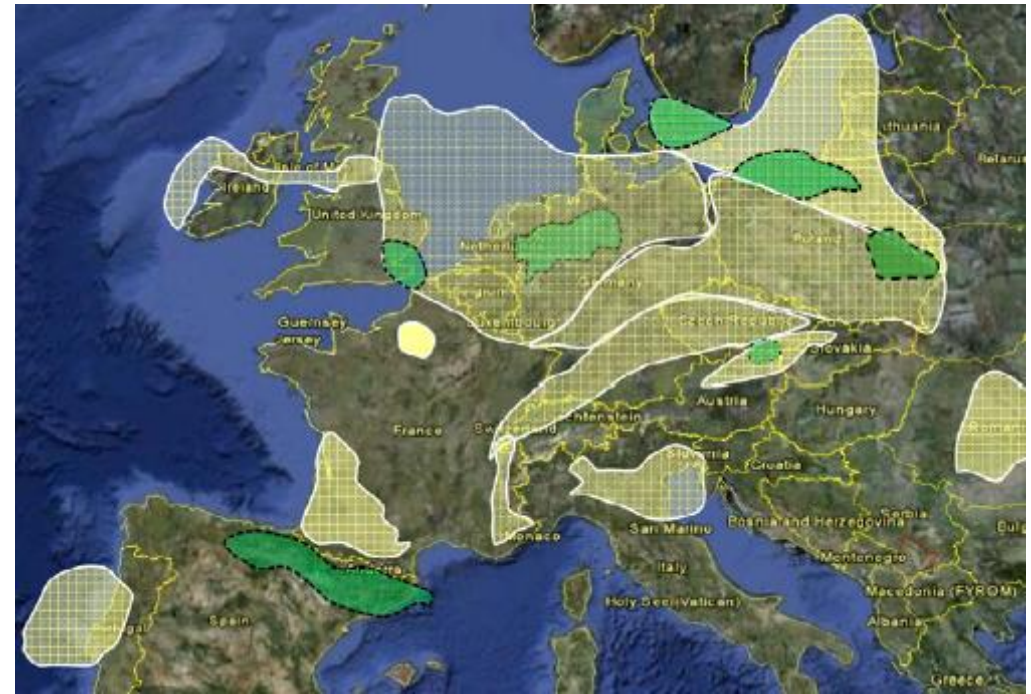 Lithuania
Belarus
Isle of M
Ireland
United Kingdom
Netherlands
Poland
Germany
Guernsey
Jersey
Luxembourg
Czech Republic
Slovakia
Austria
France
Switzerland
Liechtenstein
Hungary
Romania
Slovenia
Croatia
San Marino
Bosnia and Herzegovina
Serbia
Monaco
Bulg
Montenegro
Italy
Andorra
Macedonia (FYROM)
Holy See (Vatican)
Albania
Portugal
Spain
Greece